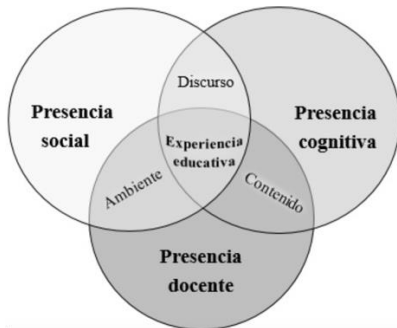 Discurso
Presencia
social
Presencia
cognitiva
Experiencia
educativa
Ambiente
Contenido
Presencia
docente